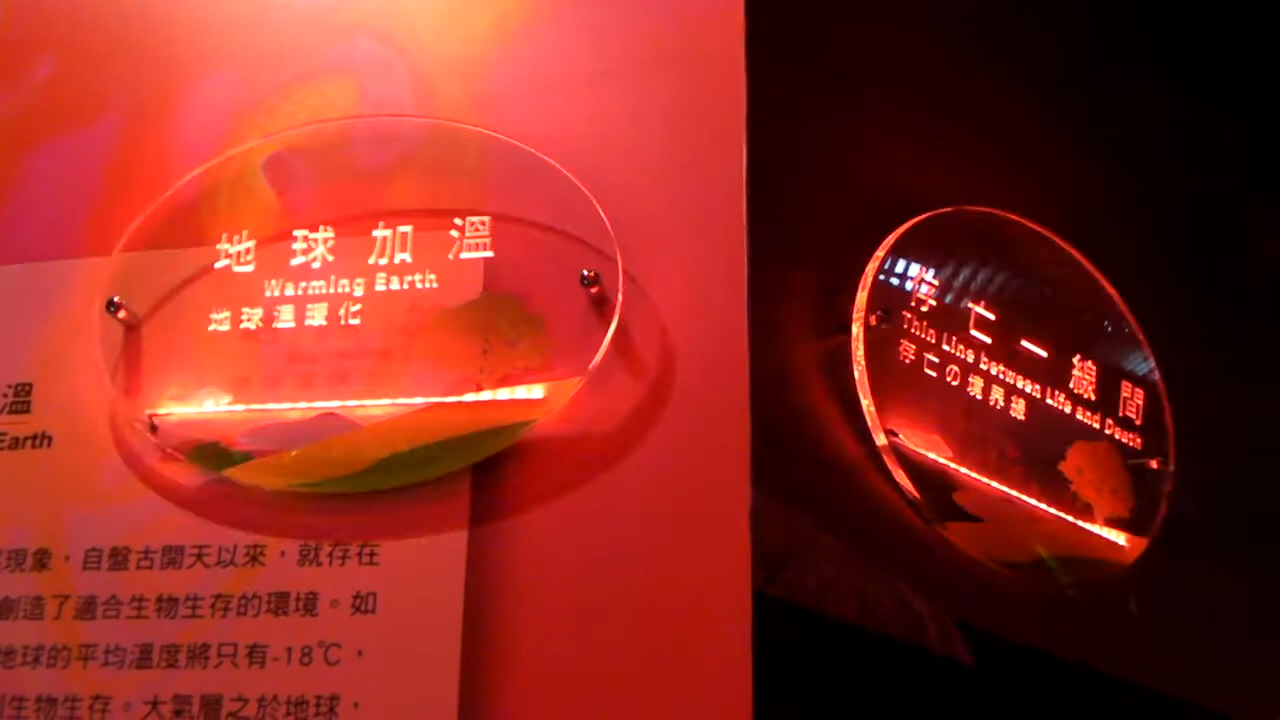 地球加溫
Warming Earth
地球温暖化
溫
Earth
現象，自盤古開天以來，就存在
創造了適合生物生存的環境。如
地球的平均溫度將只有-18℃，
生物生存。大氣層之於地球，
存亡一線間
Thin Line between Life and Death
存亡の境界線